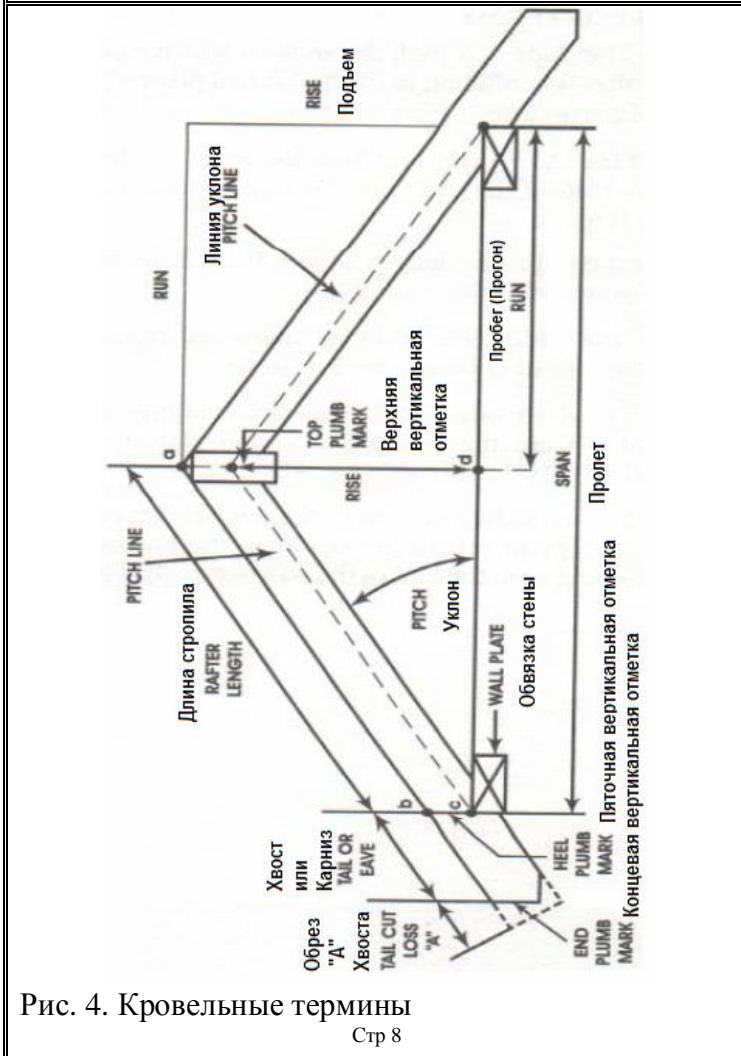 PITCH LINE
RUN
Длина стропила
RAFTER
LENGTH
a
Линия уклона
PITCH LINE
RISE
Подъем
Хвост
или
Карниз
TAIL OR
EAVE
Обрез
"А"
Хвоста
TAIL CUT
LOSS
"A"
TOP
PLUMB
MARK
Верхняя
вертикальная
отметка
RISE
PITCH
Уклон
b
c
d
WALL PLATE
Обвязка стены
Пробег (Прогон)
RUN
SPAN
Пролет
HEEL
PLUMB
MARK
Пяточная вертикальная отметка
END
PLUMB
MARK
Концевая вертикальная отметка
Рис. 4. Кровельные термины
Стр 8